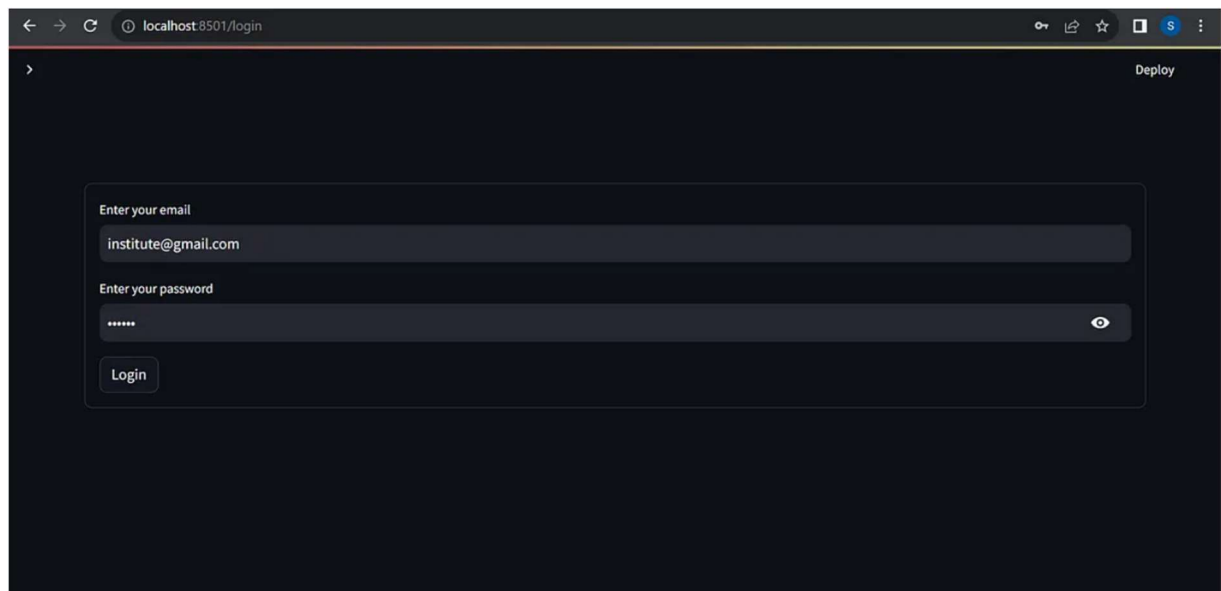 localhost:8501/login
S
Deploy
Enter your email
institute@gmail.com
Enter your password
••••••
Login